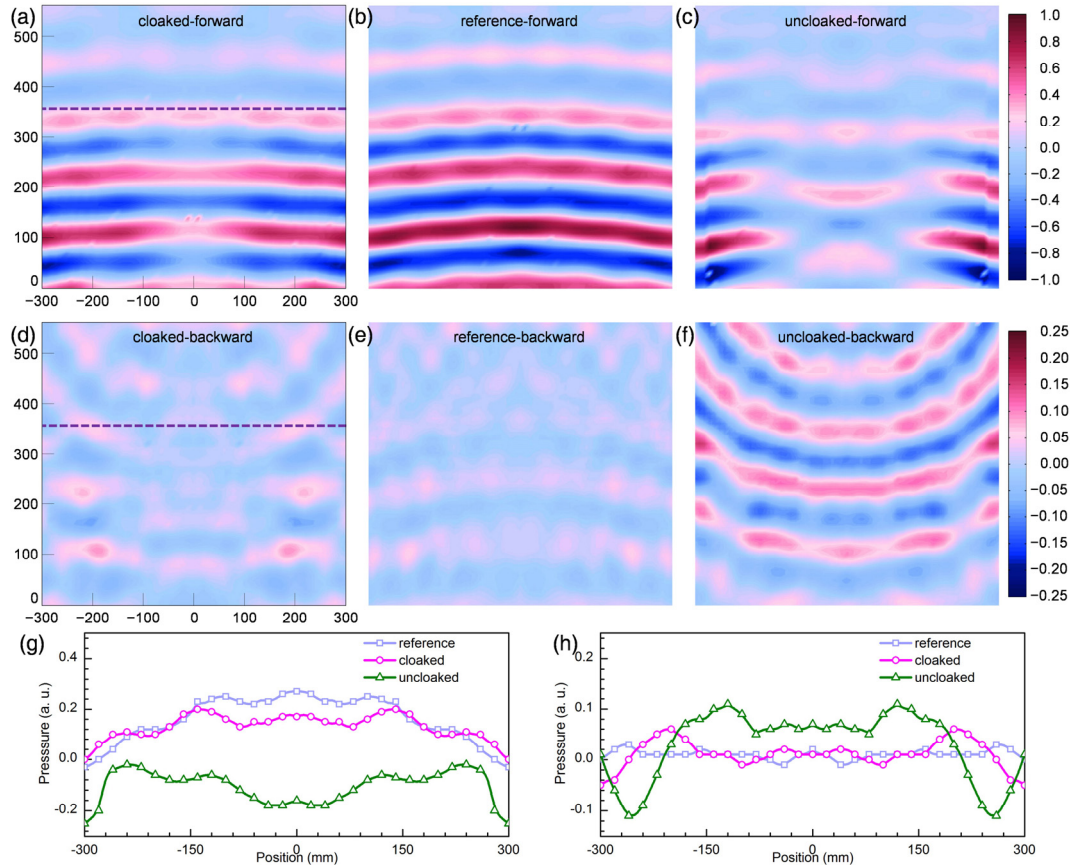 (a) cloaked-forward
(b) reference-forward
(c) uncloaked-forward
500
400
300
200
100
0
−300 −200 −100 0 100 200 300
1.0
0.8
0.6
0.4
0.2
0.0
−0.2
−0.4
−0.6
−0.8
−1.0
(d) cloaked-backward
(e) reference-backward
(f) uncloaked-backward
500
400
300
200
100
0
−300 −200 −100 0 100 200 300
0.25
0.20
0.15
0.10
0.05
0.00
−0.05
−0.10
−0.15
−0.20
−0.25
(g)
reference
cloaked
uncloaked
Pressure (a. u.)
0.4
0.2
0.0
-0.2
-300 -150 0 150 300
Position (mm)
(h)
reference
cloaked
uncloaked
Pressure (a. u.)
0.2
0.1
0.0
-0.1
-300 -150 0 150 300
Position (mm)